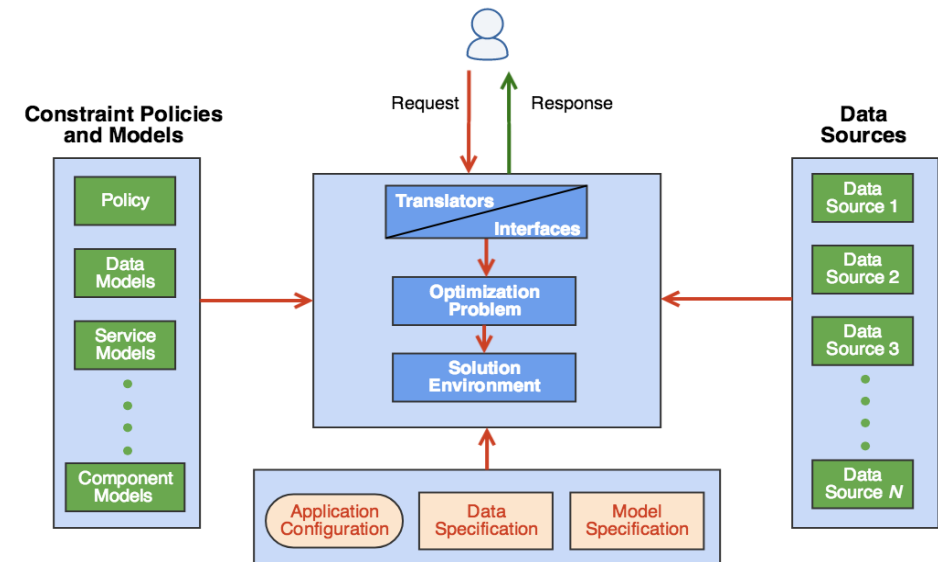 Request
Response
Constraint Policies
and Models
Policy
Data
Models
Service
Models
Component
Models
Translators
Interfaces
Optimization
Problem
Solution
Environment
Data
Sources
Data
Source 1
Data
Source 2
Data
Source 3
Data
Source N
Application
Configuration
Data
Specification
Model
Specification